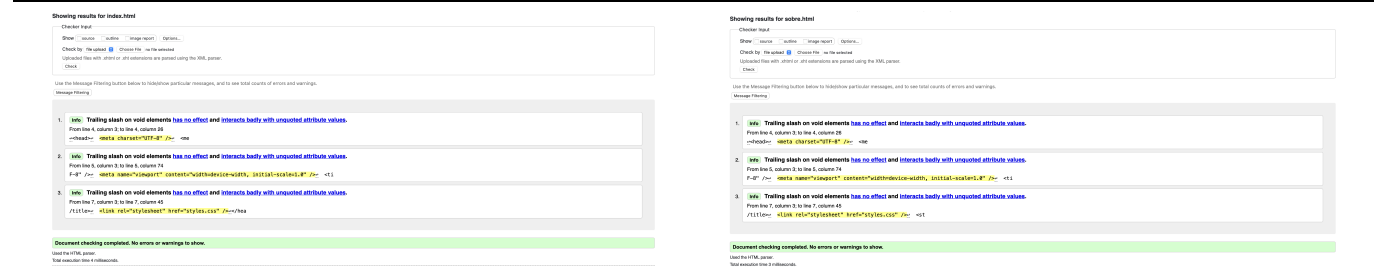 Showing results for index.html
Checker Input
Show source outline image report Options...
Check by file upload Choose File no file selected
Uploaded files with .xhtml or .xht extensions are parsed using the XML parser.
Check
Use the Message Filtering button below to hide/show particular messages, and to see total counts of errors and warnings.
Message Filtering
1. Info Trailing slash on void elements has no effect and interacts badly with unquoted attribute values.
From line 4, column 3; to line 4, column 26
<head>↩ <meta charset="UTF-8" />↩ <me
2. Info Trailing slash on void elements has no effect and interacts badly with unquoted attribute values.
From line 5, column 3; to line 5, column 74
F-8" />↩ <meta name="viewport" content="width=device-width, initial-scale=1.0" />↩ <ti
3. Info Trailing slash on void elements has no effect and interacts badly with unquoted attribute values.
From line 7, column 3; to line 7, column 45
/title>↩ <link rel="stylesheet" href="styles.css" />↩</hea
Document checking completed. No errors or warnings to show.
Used the HTML parser.
Total execution time 4 milliseconds.
Showing results for sobre.html
Checker Input
Show source outline image report Options...
Check by file upload Choose File no file selected
Uploaded files with .xhtml or .xht extensions are parsed using the XML parser.
Check
Use the Message Filtering button below to hide/show particular messages, and to see total counts of errors and warnings.
Message Filtering
1. Info Trailing slash on void elements has no effect and interacts badly with unquoted attribute values.
From line 4, column 3; to line 4, column 26
<head>↩ <meta charset="UTF-8" />↩ <me
2. Info Trailing slash on void elements has no effect and interacts badly with unquoted attribute values.
From line 5, column 3; to line 5, column 74
F-8" />↩ <meta name="viewport" content="width=device-width, initial-scale=1.0" />↩ <ti
3. Info Trailing slash on void elements has no effect and interacts badly with unquoted attribute values.
From line 7, column 3; to line 7, column 45
/title>↩ <link rel="stylesheet" href="styles.css" />↩ <st
Document checking completed. No errors or warnings to show.
Used the HTML parser.
Total execution time 3 milliseconds.